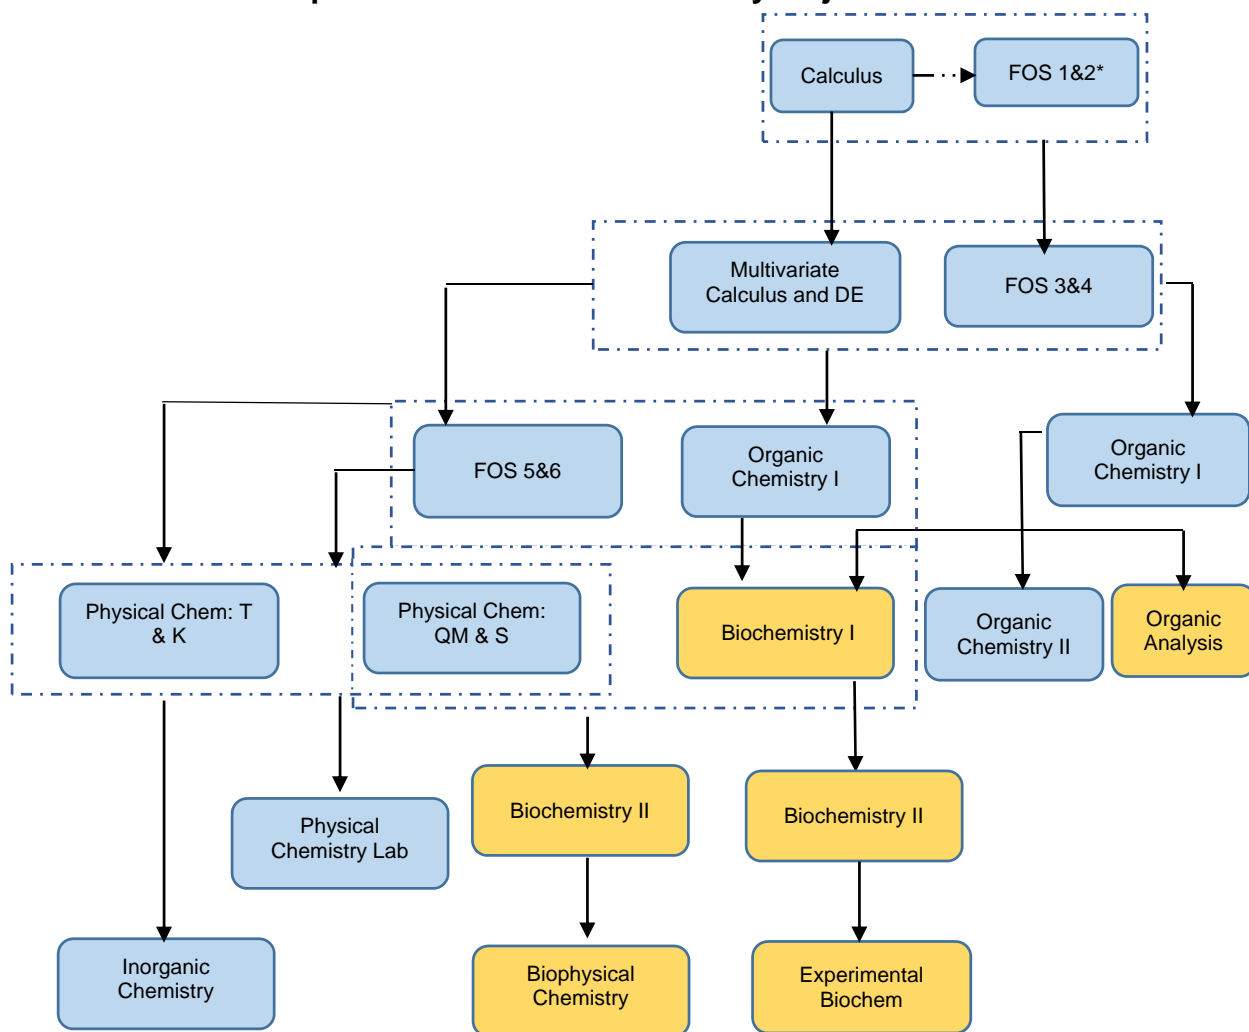 Calculus
FOS 1&2*
Multivariate
Calculus and DE
FOS 3&4
FOS 5&6
Organic
Chemistry I
Organic
Chemistry I
Physical Chem: T
& K
Physical Chem:
QM & S
Biochemistry I
Organic
Chemistry II
Organic
Analysis
Biochemistry II
Biochemistry II
Physical
Chemistry Lab
Inorganic
Chemistry
Biophysical
Chemistry
Experimental
Biochem